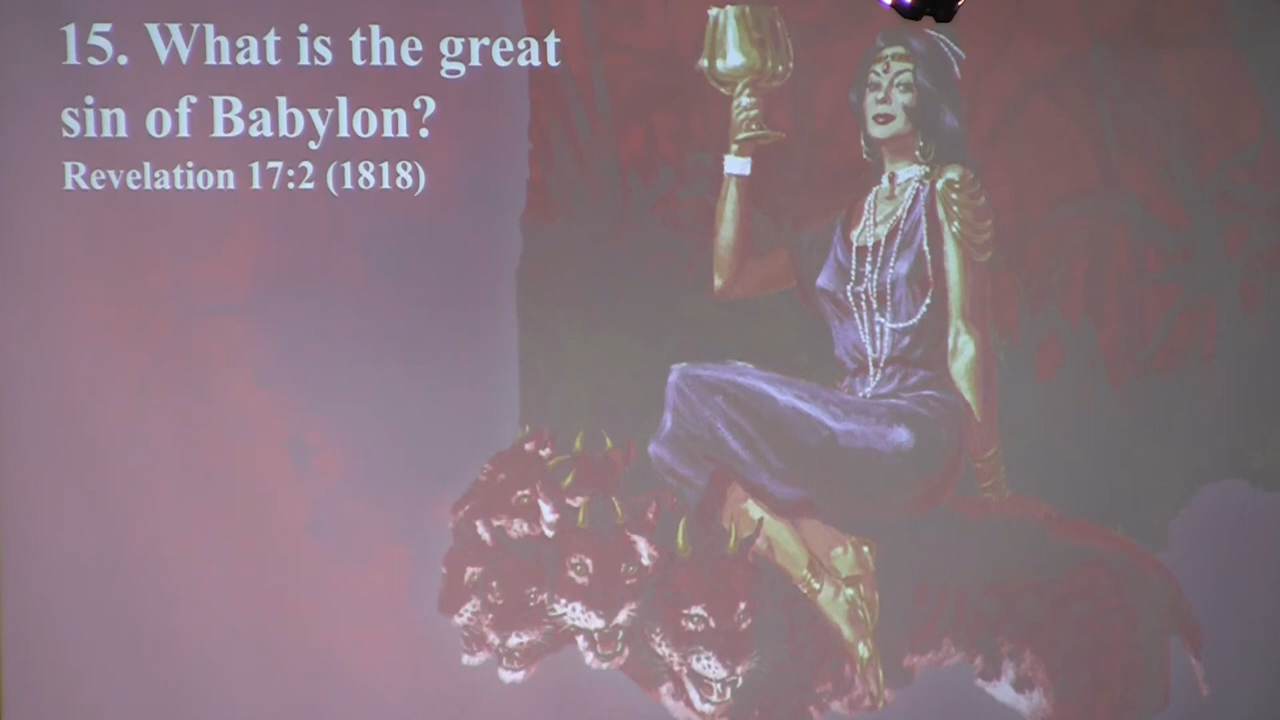 15. What is the great
sin of Babylon?
Revelation 17:2 (1818)